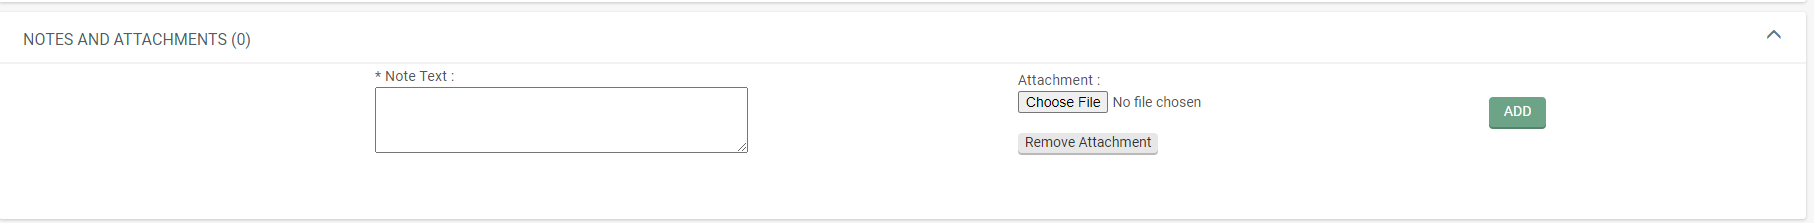 NOTES AND ATTACHMENTS (0)
* Note Text :
Attachment :
Choose File No file chosen
ADD
Remove Attachment